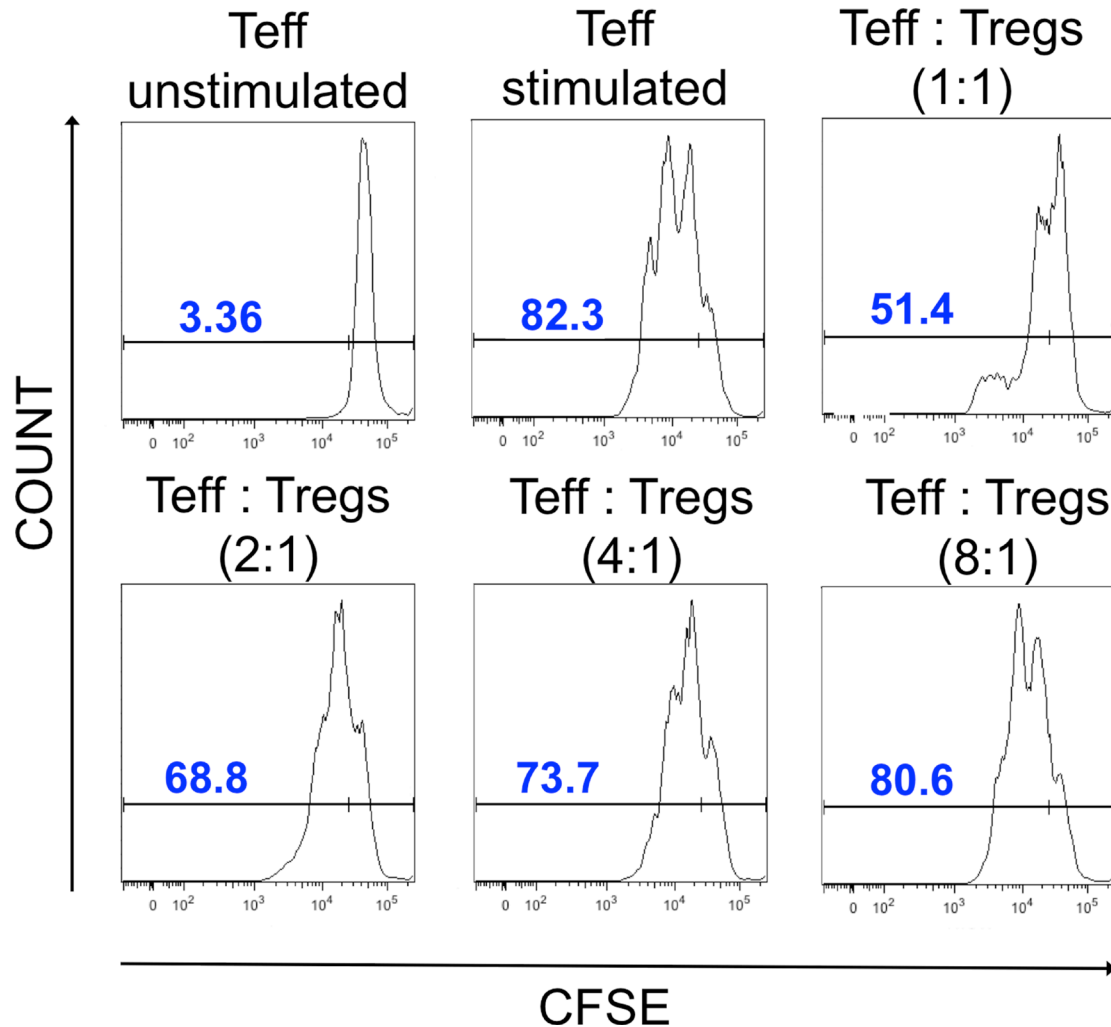 Teff
unstimulated
Teff
stimulated
Teff : Tregs
(1:1)
3.36
82.3
51.4
0 10² 10³ 10⁴ 10⁵
0 10² 10³ 10⁴ 10⁵
0 10² 10³ 10⁴ 10⁵
COUNT
Teff : Tregs
(2:1)
Teff : Tregs
(4:1)
Teff : Tregs
(8:1)
68.8
73.7
80.6
0 10² 10³ 10⁴ 10⁵
0 10² 10³ 10⁴ 10⁵
0 10² 10³ 10⁴ 10⁵
CFSE